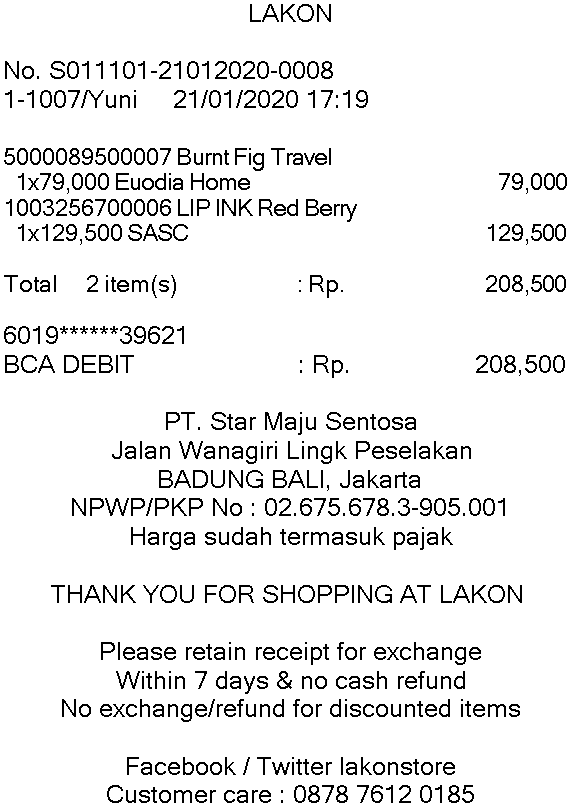 LAKON
No. S011101-21012020-0008
1-1007/Yuni 21/01/2020 17:19
5000089500007 Burnt Fig Travel
1x79,000 Euodia Home 79,000
1003256700006 LIP INK Red Berry
1x129,500 SASC 129,500
Total 2 item(s) : Rp. 208,500
6019******39621
BCA DEBIT : Rp. 208,500
PT. Star Maju Sentosa
Jalan Wanagiri Lingk Peselakan
BADUNG BALI, Jakarta
NPWP/PKP No : 02.675.678.3-905.001
Harga sudah termasuk pajak
THANK YOU FOR SHOPPING AT LAKON
Please retain receipt for exchange
Within 7 days & no cash refund
No exchange/refund for discounted items
Facebook / Twitter lakonstore
Customer care : 0878 7612 0185